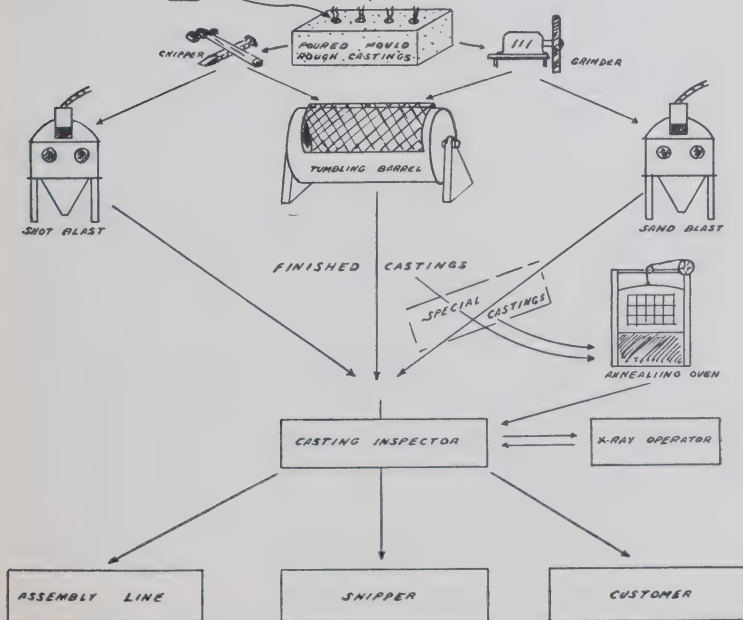 POURED MOULD
ROUGH CASTINGS
CHIPPER
GRINDER
TUMBLING BARREL
SHOT BLAST
SAND BLAST
FINISHED CASTINGS
SPECIAL CASTINGS
ANNEALIING OVEN
CASTING INSPECTOR
X-RAY OPERATOR
ASSEMBLY LINE
SHIPPER
CUSTOMER